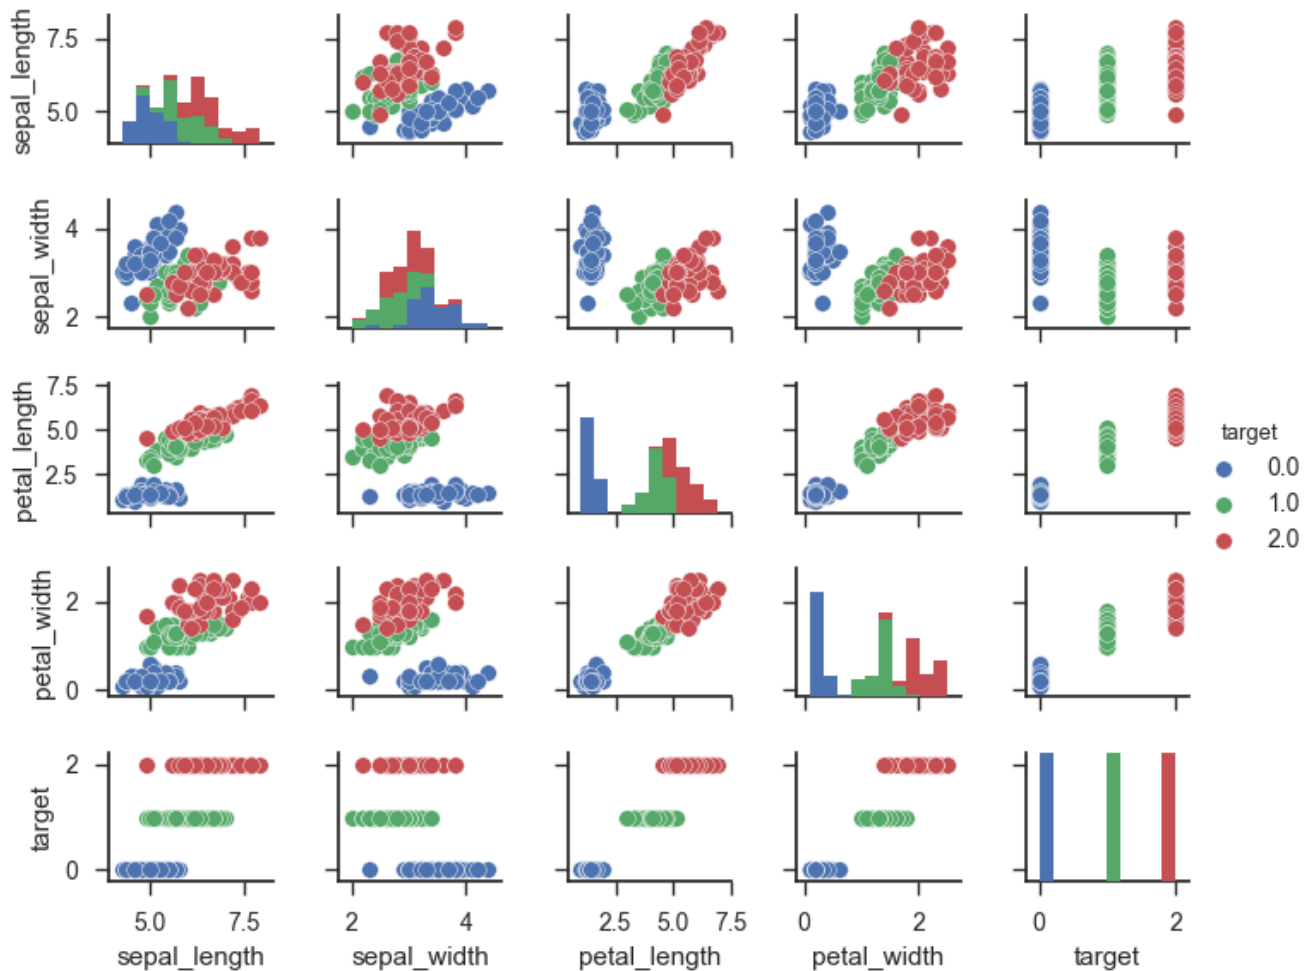 sepal_length
7.5
5.0
sepal_width
4
2
petal_length
7.5
5.0
2.5
target
0.0
1.0
2.0
petal_width
2
0
target
2
0
5.0 7.5 2 4 2.5 5.0 7.5 0 2 0 2
sepal_length sepal_width petal_length petal_width target